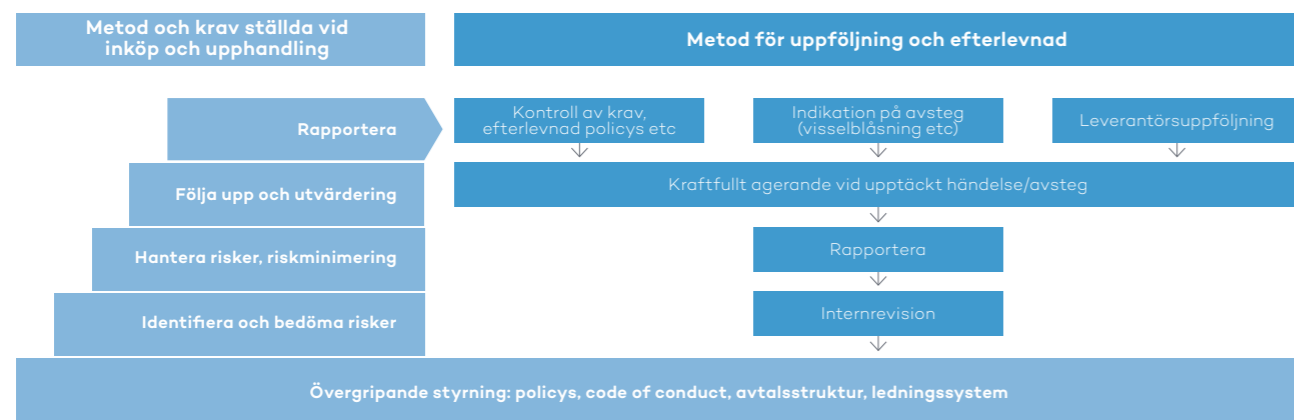 Metod och krav ställda vid
inköp och upphandling
Metod för uppföljning och efterlevnad
Rapportera
Kontroll av krav,
efterlevnad policys etc
Indikation på avsteg
(visselblåsning etc)
Leverantörsuppföljning
Följa upp och utvärdering
Kraftfullt agerande vid upptäckt händelse/avsteg
Hantera risker, riskminimering
Rapportera
Identifiera och bedöma risker
Internrevision
Övergripande styrning: policys, code of conduct, avtalsstruktur, ledningssystem